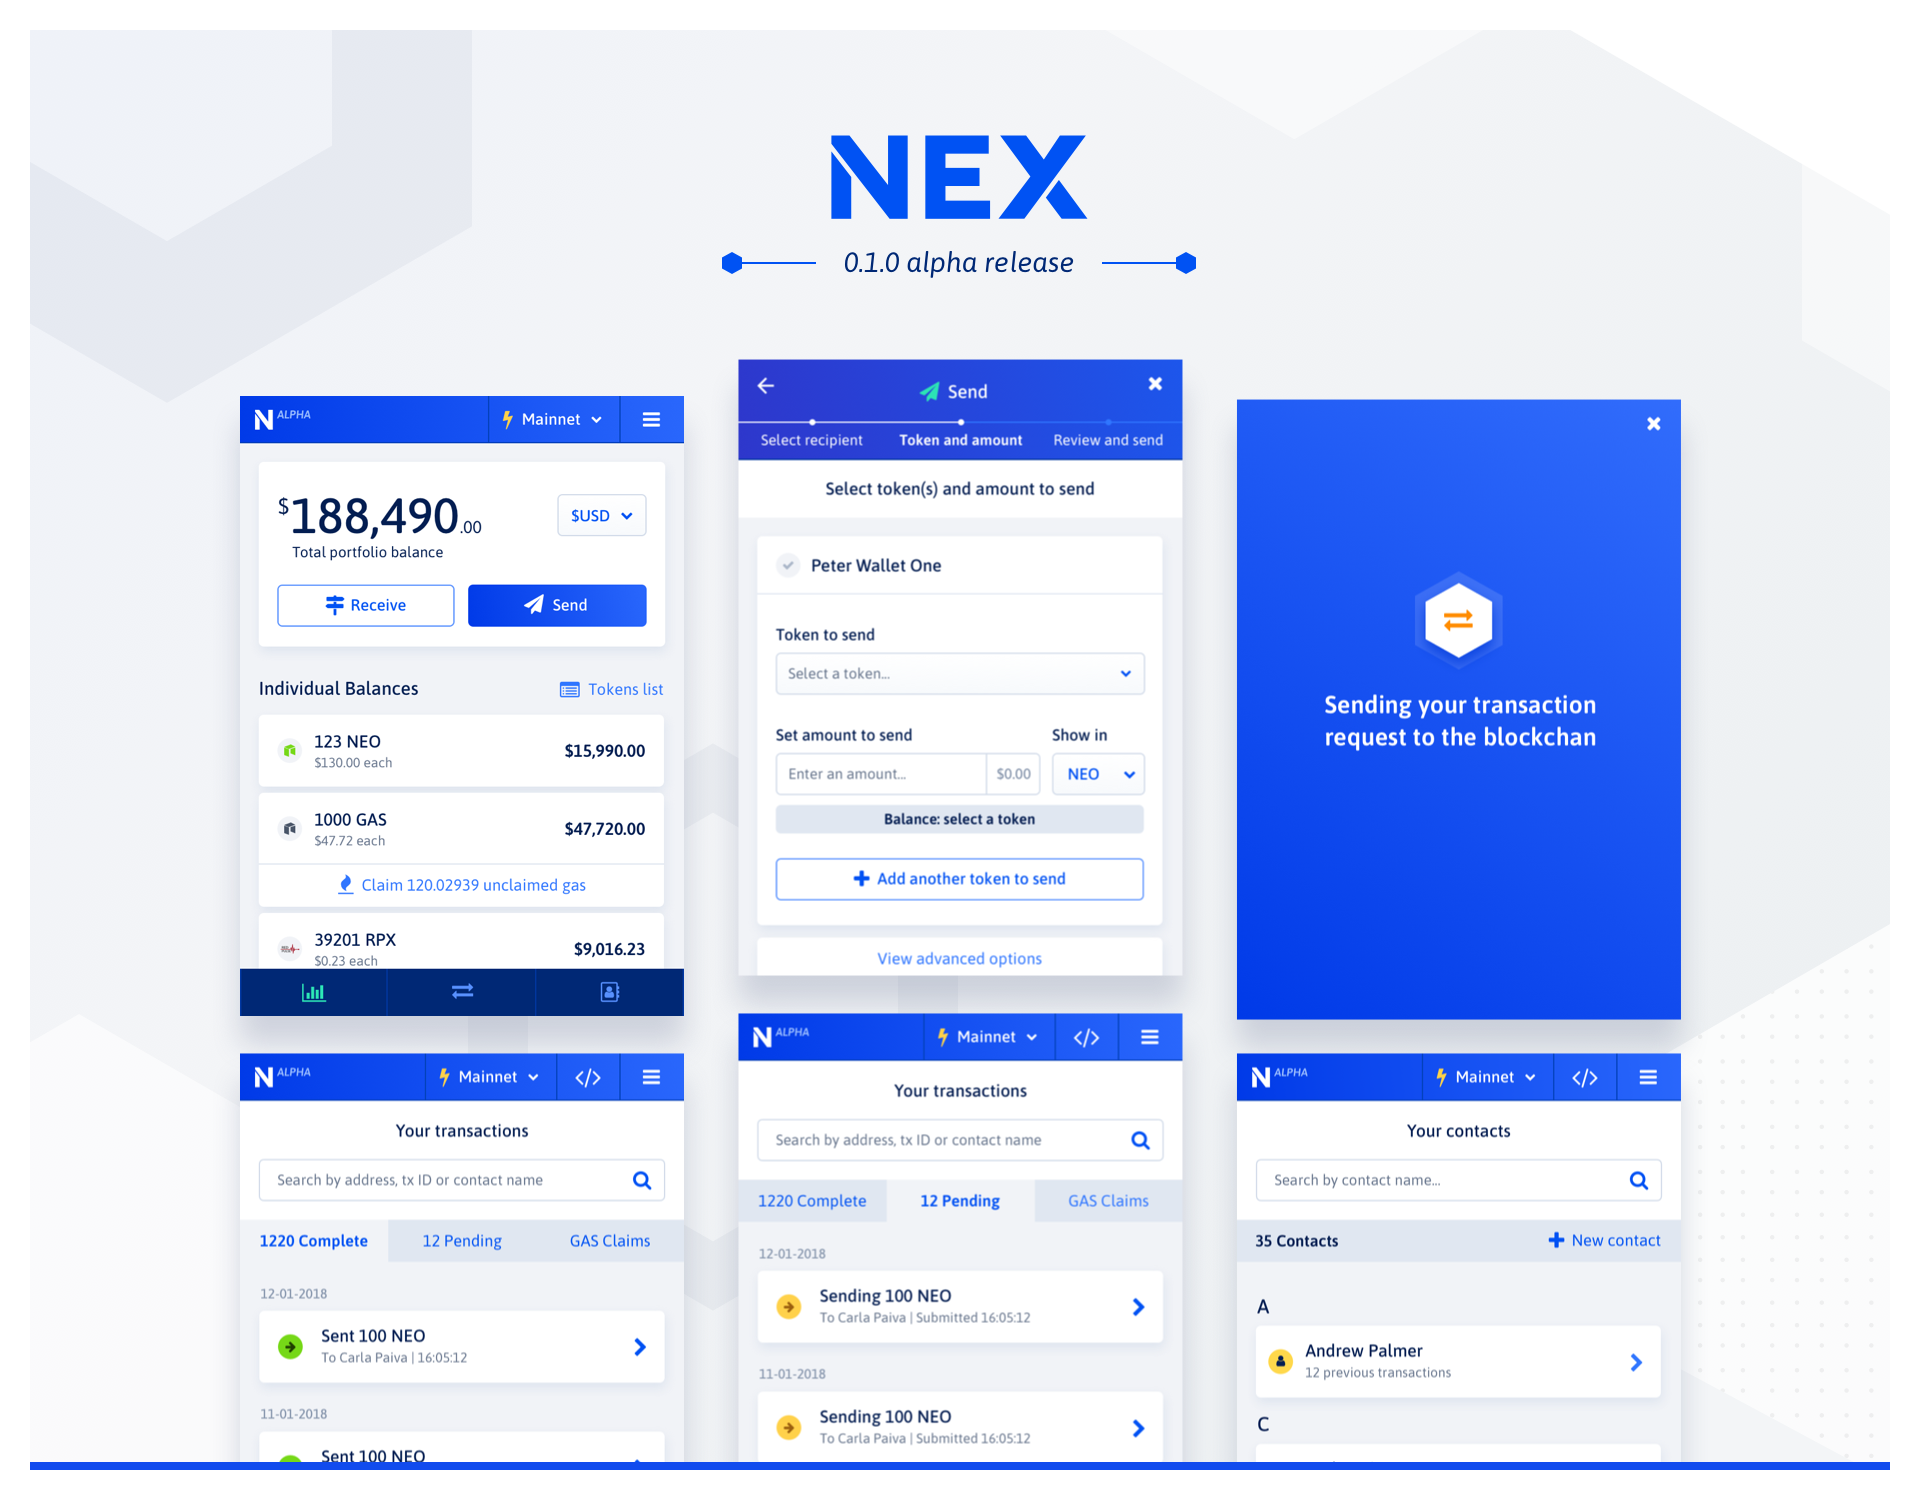 NEX
0.1.0 alpha release
N ALPHA
Mainnet
$188,490.00
$USD
Total portfolio balance
Receive
Send
Individual Balances
Tokens list
123 NEO
$130.00 each
$15,990.00
1000 GAS
$47.72 each
$47,720.00
Claim 120.02939 unclaimed gas
39201 RPX
$0.23 each
$9,016.23
Send
Select recipient
Token and amount
Review and send
Select token(s) and amount to send
Peter Wallet One
Token to send
Select a token...
Set amount to send
Show in
Enter an amount...
$0.00
NEO
Balance: select a token
Add another token to send
View advanced options
Sending your transaction
request to the blockchan
N ALPHA
Mainnet
</>
Your transactions
Search by address, tx ID or contact name
1220 Complete
12 Pending
GAS Claims
12-01-2018
Sent 100 NEO
To Carla Paiva | 16:05:12
11-01-2018
Sent 100 NEO
N ALPHA
Mainnet
</>
Your transactions
Search by address, tx ID or contact name
1220 Complete
12 Pending
GAS Claims
12-01-2018
Sending 100 NEO
To Carla Paiva | Submitted 16:05:12
11-01-2018
Sending 100 NEO
To Carla Paiva | Submitted 16:05:12
N ALPHA
Mainnet
</>
Your contacts
Search by contact name...
35 Contacts
New contact
A
Andrew Palmer
12 previous transactions
C